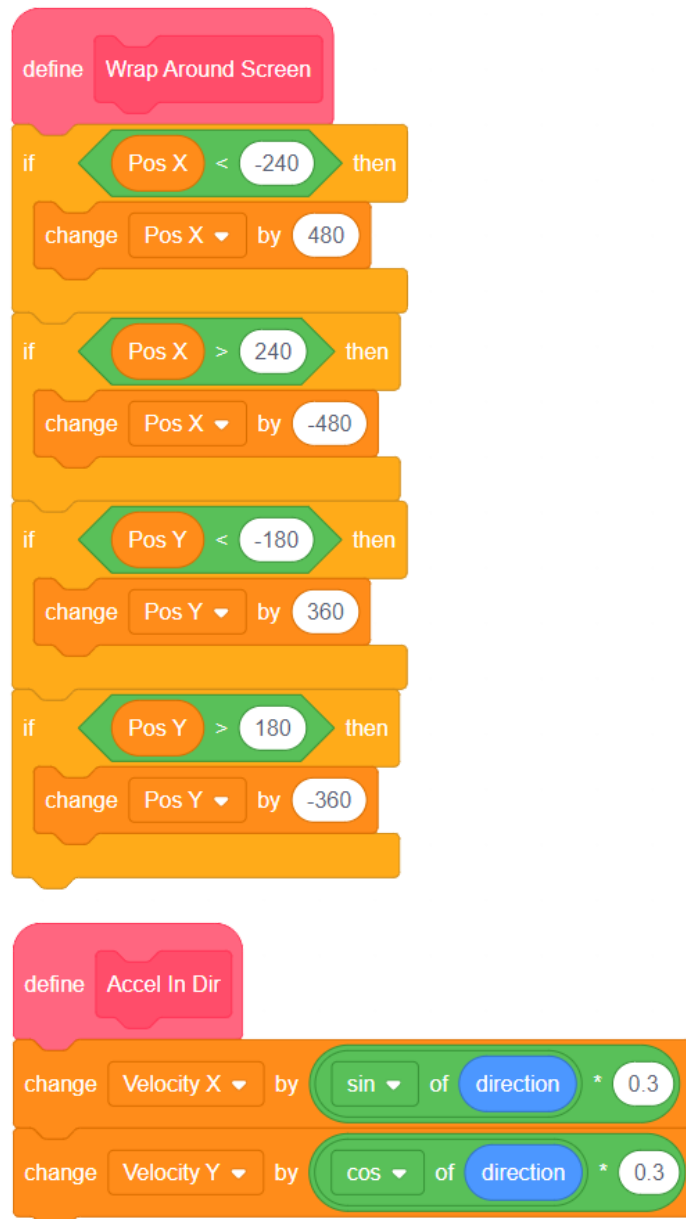 define Wrap Around Screen
if Pos X < -240 then
change Pos X by 480
if Pos X > 240 then
change Pos X by -480
if Pos Y < -180 then
change Pos Y by 360
if Pos Y > 180 then
change Pos Y by -360
define Accel In Dir
change Velocity X by sin of direction * 0.3
change Velocity Y by cos of direction * 0.3